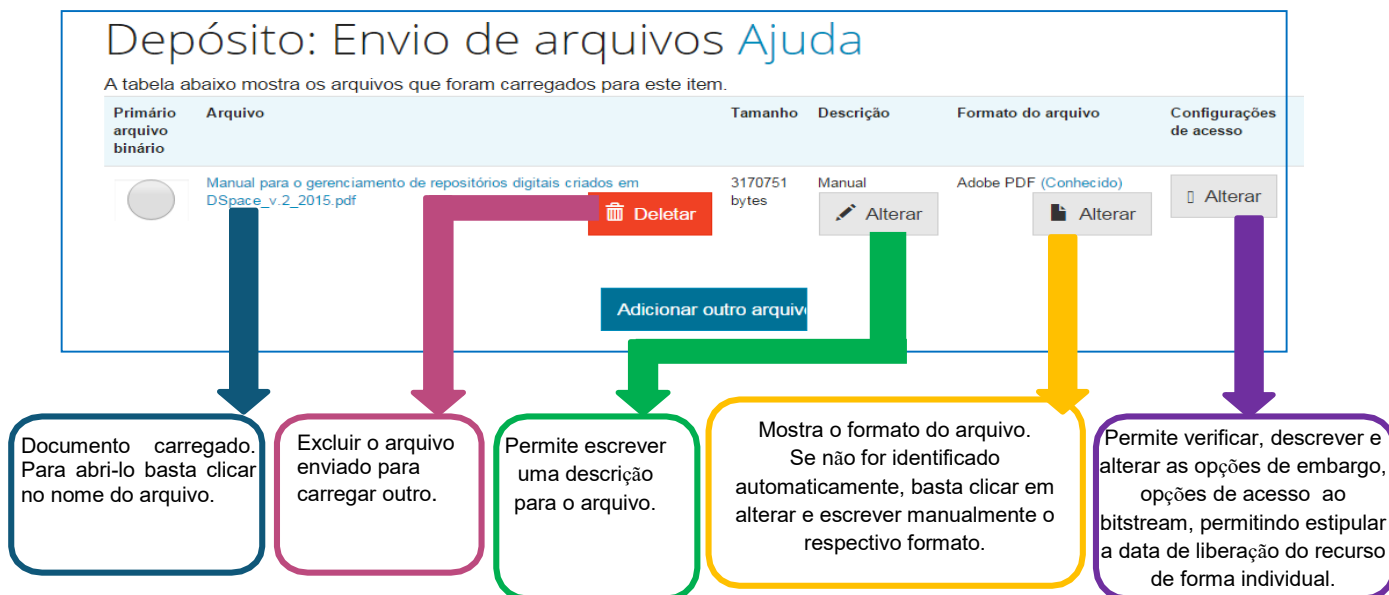 Depósito: Envio de arquivos Ajuda
A tabela abaixo mostra os arquivos que foram carregados para este item.
Primário
arquivo
binário
Arquivo
Tamanho
Descrição
Formato do arquivo
Configurações
de acesso
Manual para o gerenciamento de repositórios digitais criados em
DSpace_v.2_2015.pdf
Deletar
3170751
bytes
Manual
Alterar
Adobe PDF (Conhecido)
Alterar
Alterar
Adicionar outro arquivo
Documento carregado.
Para abri-lo basta clicar
no nome do arquivo.
Excluir o arquivo
enviado para
carregar outro.
Permite escrever
uma descrição
para o arquivo.
Mostra o formato do arquivo.
Se não for identificado
automaticamente, basta clicar em
alterar e escrever manualmente o
respectivo formato.
Permite verificar, descrever e
alterar as opções de embargo,
opções de acesso ao
bitstream, permitindo estipular
a data de liberação do recurso
de forma individual.